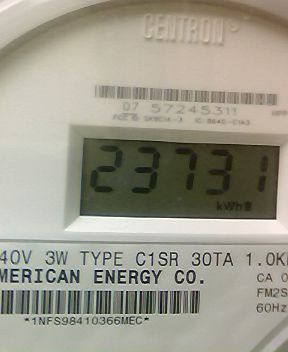 CENTRON®
07 57245311
23731
kWh
40V 3W TYPE C1SR 30TA 1.0K
MERICAN ENERGY CO.
CA 0
FM2S
60Hz
*1NFS98410366MEC*